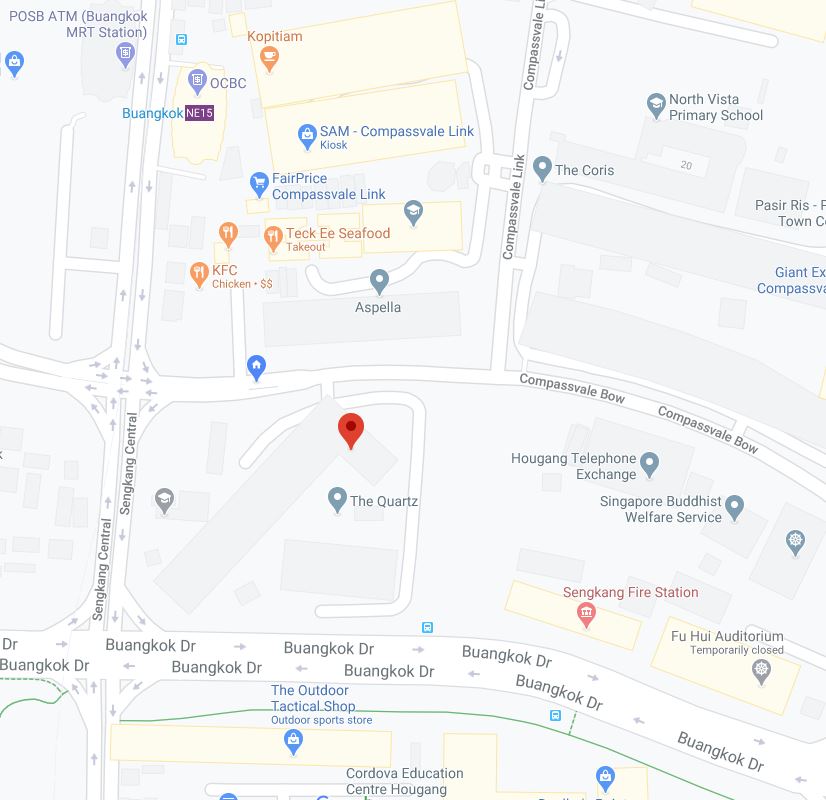 POSB ATM (Buangkok
MRT Station)
Kopitiam
Compassvale Li
OCBC
Buangkok NE15
North Vista
Primary School
SAM - Compassvale Link
Kiosk
20
The Coris
Compassvale Link
FairPrice
Compassvale Link
Pasir Ris - P
Town Co
Teck Ee Seafood
Takeout
KFC
Chicken • $$
Giant Ex
Compassva
Aspella
Compassvale Bow
Compassvale Bow
Sengkang Central
Hougang Telephone
Exchange
The Quartz
Singapore Buddhist
Welfare Service
Sengkang Central
Sengkang Fire Station
Fu Hui Auditorium
Temporarily closed
Dr
Buangkok Dr
Buangkok Dr
Buangkok Dr
Buangkok Dr
Buangkok Dr
Buangkok Dr
Buangkok Dr
Buangkok Dr
The Outdoor
Tactical Shop
Outdoor sports store
Cordova Education
Centre Hougang